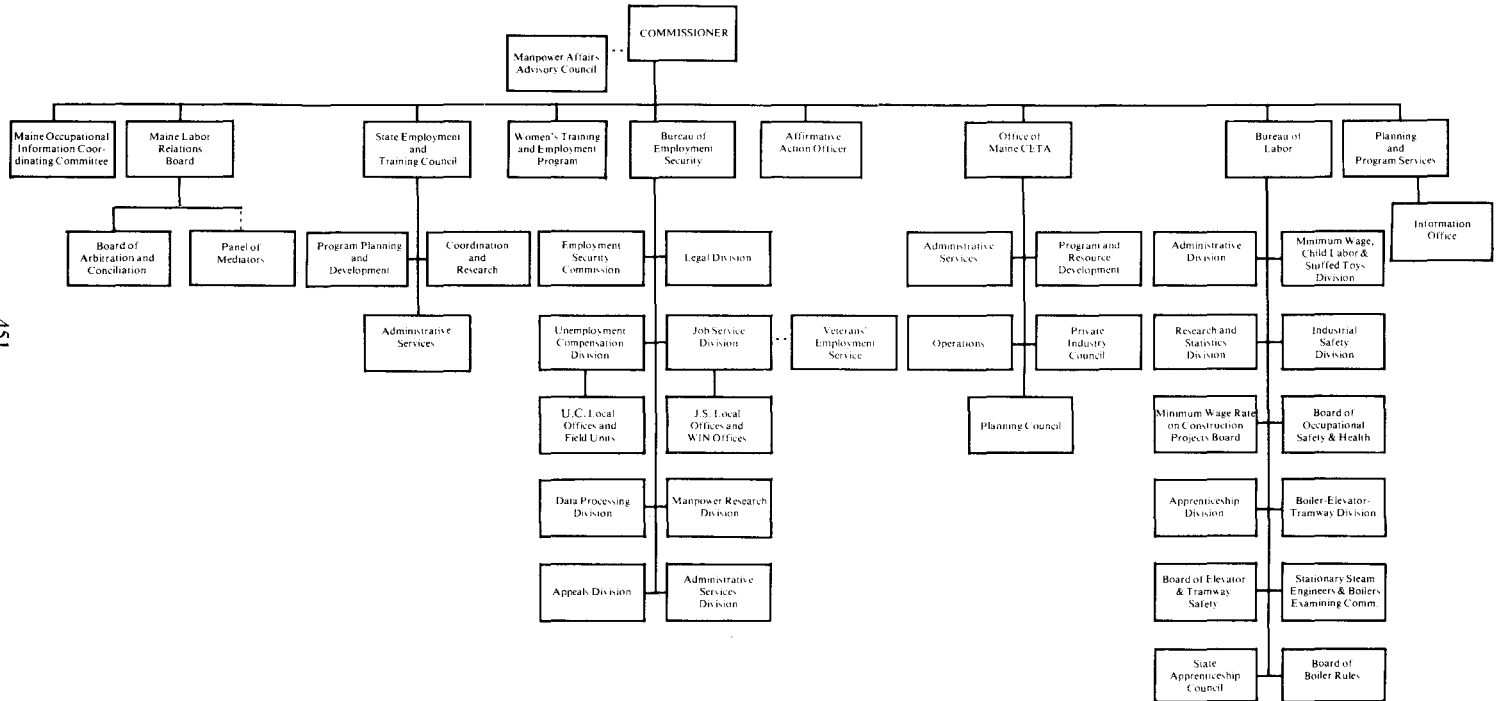 COMMISSIONER
Manpower Affairs
Advisory Council
Maine Occupational
Information Coor-
dinating Committee
Maine Labor
Relations
Board
State Employment
and
Training Council
Women's Training
and Employment
Program
Bureau of
Employment
Security
Affirmative
Action Officer
Office of
Maine CETA
Bureau of
Labor
Planning
and
Program Services
Information
Office
Board of
Arbitration and
Conciliation
Panel of
Mediators
Program Planning
and
Development
Coordination
and
Research
Administrative
Services
Employment
Security
Commission
Legal Division
Unemployment
Compensation
Division
Job Service
Division
Veterans'
Employment
Service
U.C. Local
Offices and
Field Units
J.S. Local
Offices and
WIN Offices
Data Processing
Division
Manpower Research
Division
Appeals Division
Administrative
Services
Division
Administrative
Services
Program and
Resource
Development
Operations
Private
Industry
Council
Planning Council
Administrative
Division
Minimum Wage,
Child Labor &
Stuffed Toys
Division
Research and
Statistics
Division
Industrial
Safety
Division
Minimum Wage Rate
on Construction
Projects Board
Board of
Occupational
Safety & Health
Apprenticeship
Division
Boiler-Elevator-
Tramway Division
Board of Elevator
& Tramway
Safety
Stationary Steam
Engineers & Boilers
Examining Comm.
State
Apprenticeship
Council
Board of
Boiler Rules
451